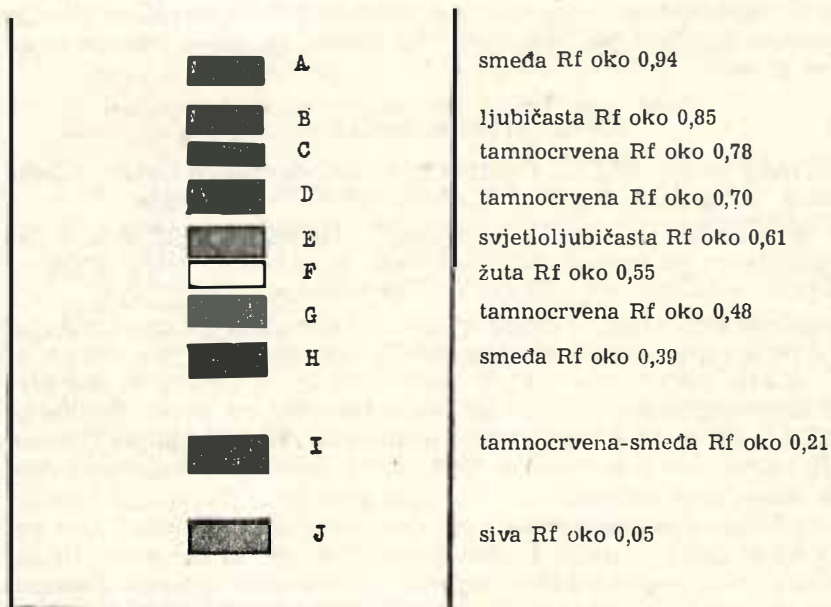 A smeđa Rf oko 0,94
B ljubičasta Rf oko 0,85
C tamnocrvena Rf oko 0,78
D tamnocrvena Rf oko 0,70
E svjetloljubičasta Rf oko 0,61
F žuta Rf oko 0,55
G tamnocrvena Rf oko 0,48
H smeđa Rf oko 0,39
I tamnocrvena-smeđa Rf oko 0,21
J siva Rf oko 0,05